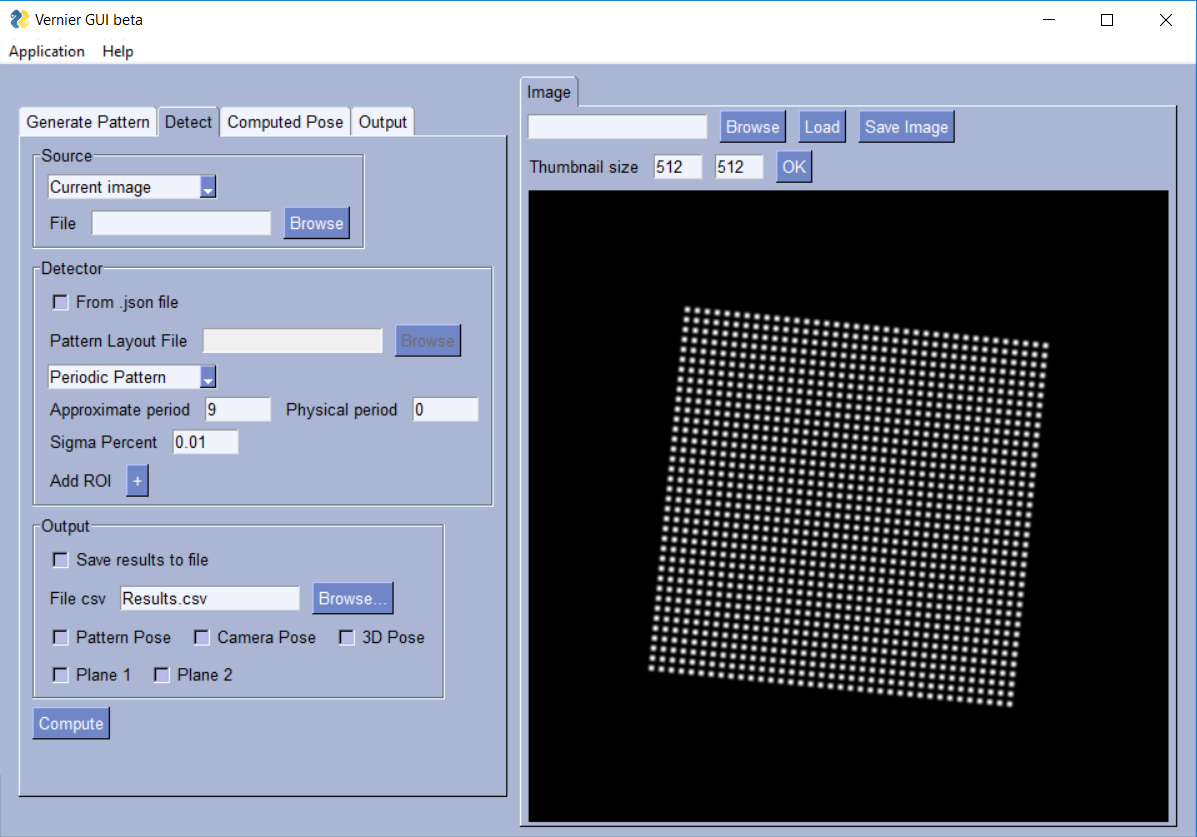 Vernier GUI beta
Application Help
Generate Pattern Detect Computed Pose Output
Source
Current image
File Browse
Detector
From .json file
Pattern Layout File Browse
Periodic Pattern
Approximate period 9 Physical period 0
Sigma Percent 0.01
Add ROI +
Output
Save results to file
File csv Results.csv Browse...
Pattern Pose Camera Pose 3D Pose
Plane 1 Plane 2
Compute
Image
Browse Load Save Image
Thumbnail size 512 512 OK